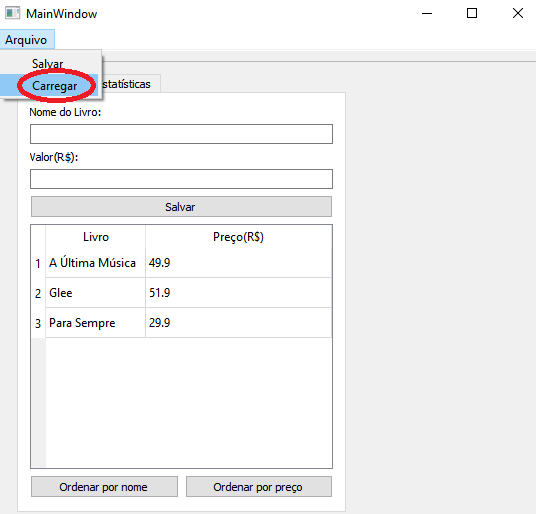 MainWindow
Arquivo
Salvar
Carregar
statísticas
Nome do Livro:
Valor(R$):
Salvar
Livro Preço(R$)
1 A Última Música 49.9
2 Glee 51.9
3 Para Sempre 29.9
Ordenar por nome Ordenar por preço